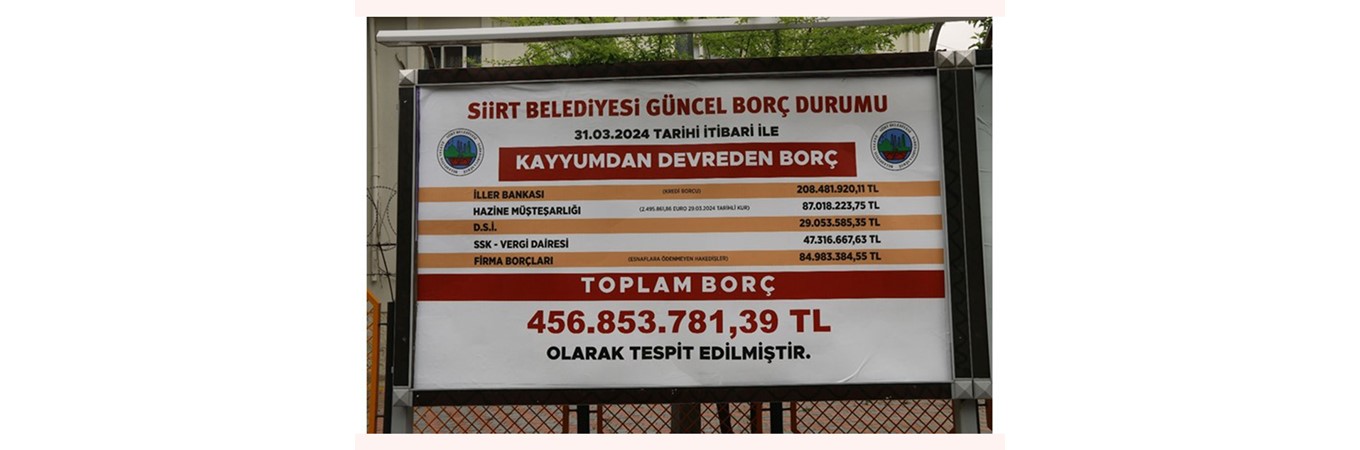 SiiRT BELEDiYESi GÜNCEL BORÇ DURUMU
31.03.2024 TARİHİ İTİBARİ İLE
KAYYUMDAN DEVREDEN BORÇ
İLLER BANKASI (KREDİ BORCU) 208.481.920,11 TL
HAZİNE MÜŞTEŞARLIĞI (2.495.861,86 EURO 29.03.2024 TARİHLİ KUR) 87.018.223,75 TL
D.S.İ. 29.053.585,35 TL
SSK - VERGİ DAİRESİ 47.316.667,63 TL
FİRMA BORÇLARI (ESNAFLARA ÖDENMEYEN HAKEDİŞLER) 84.983.384,55 TL
TOPLAM BORÇ
456.853.781,39 TL
OLARAK TESPİT EDİLMİŞTİR.